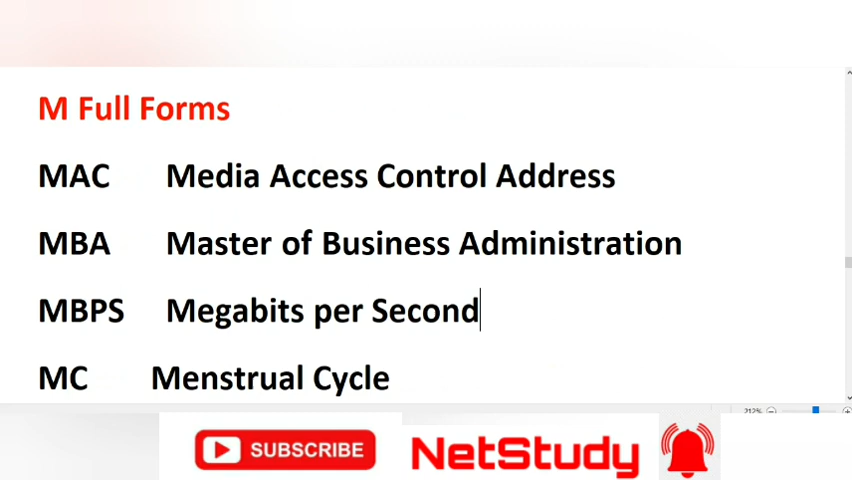 M Full Forms
MAC Media Access Control Address
MBA Master of Business Administration
MBPS Megabits per Second
MC Menstrual Cycle
212%
SUBSCRIBE NetStudy